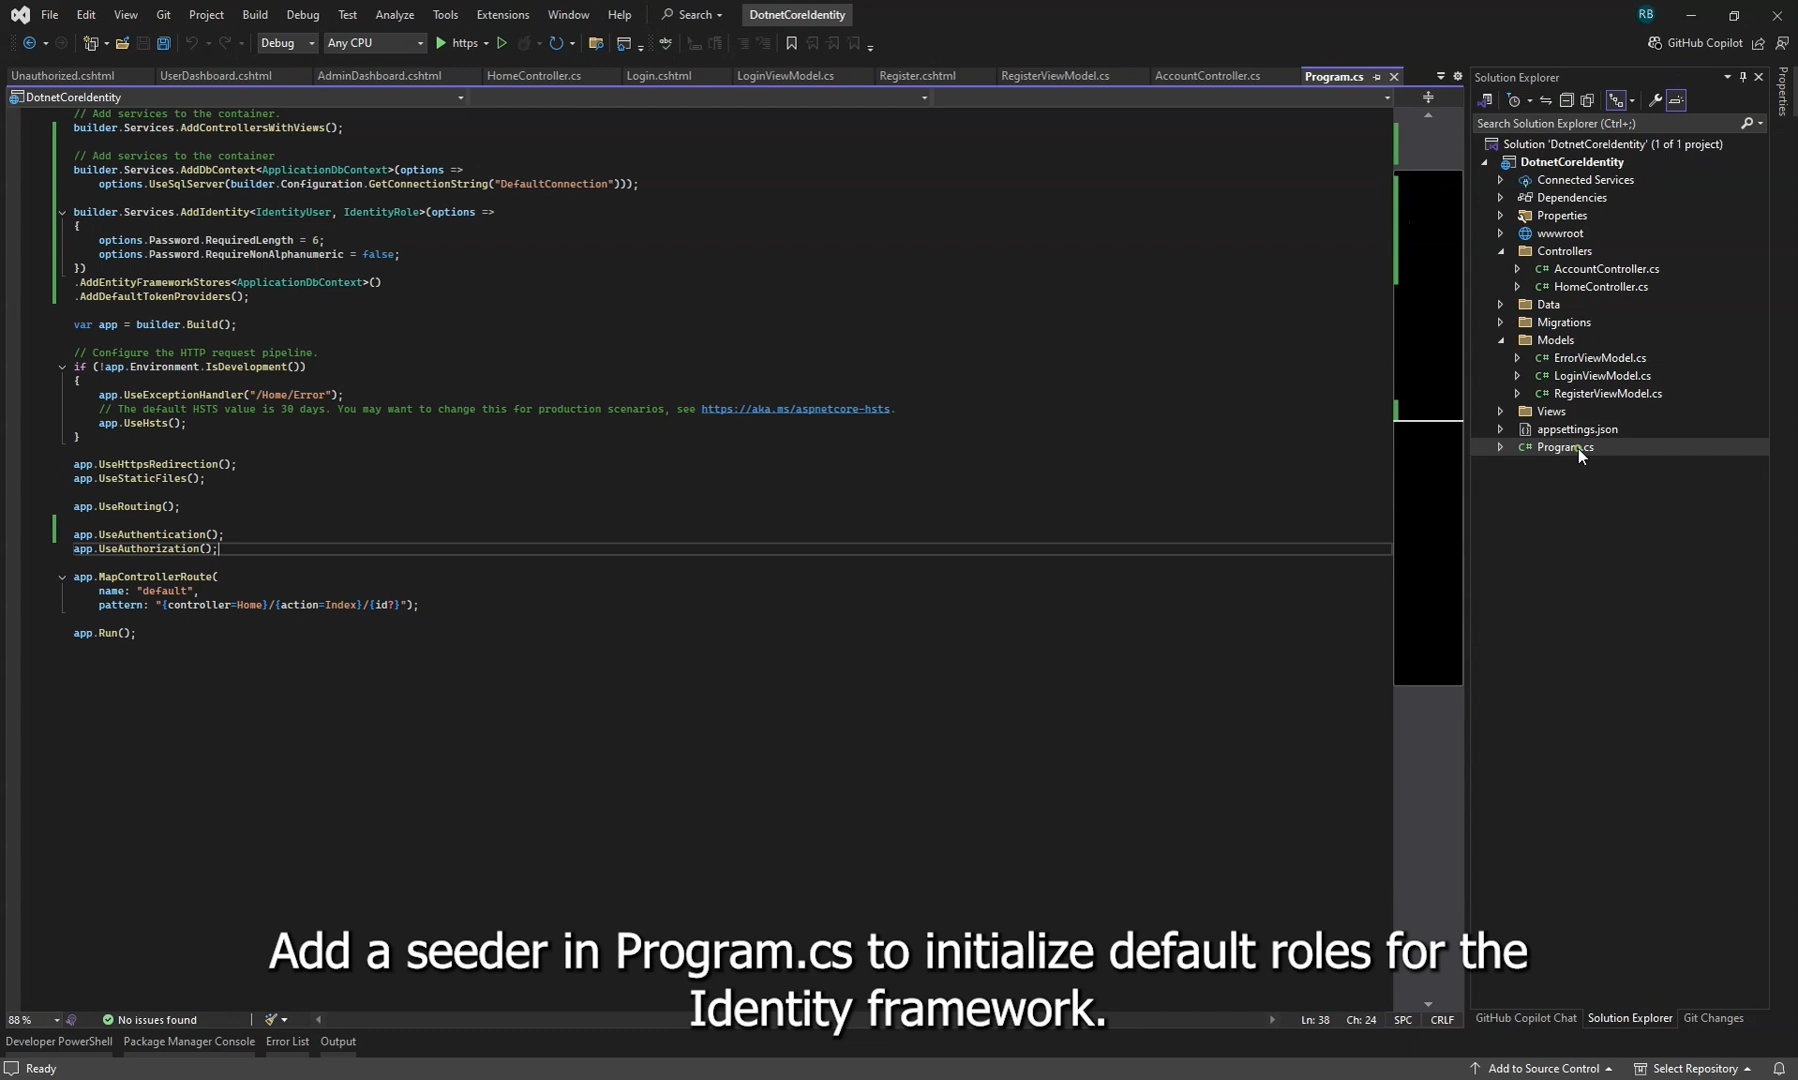 File Edit View Git Project Build Debug Test Analyze Tools Extensions Window Help Search DotnetCoreIdentity RB
Debug Any CPU https GitHub Copilot
Unauthorized.cshtml UserDashboard.cshtml AdminDashboard.cshtml HomeController.cs Login.cshtml LoginViewModel.cs Register.cshtml RegisterViewModel.cs AccountController.cs Program.cs
DotnetCoreIdentity
// Add services to the container.
builder.Services.AddControllersWithViews();
// Add services to the container
builder.Services.AddDbContext<ApplicationDbContext>(options =>
options.UseSqlServer(builder.Configuration.GetConnectionString("DefaultConnection")));
builder.Services.AddIdentity<IdentityUser, IdentityRole>(options =>
{
options.Password.RequiredLength = 6;
options.Password.RequireNonAlphanumeric = false;
})
.AddEntityFrameworkStores<ApplicationDbContext>()
.AddDefaultTokenProviders();
var app = builder.Build();
// Configure the HTTP request pipeline.
if (!app.Environment.IsDevelopment())
{
app.UseExceptionHandler("/Home/Error");
// The default HSTS value is 30 days. You may want to change this for production scenarios, see https://aka.ms/aspnetcore-hsts.
app.UseHsts();
}
app.UseHttpsRedirection();
app.UseStaticFiles();
app.UseRouting();
app.UseAuthentication();
app.UseAuthorization();
app.MapControllerRoute(
name: "default",
pattern: "{controller=Home}/{action=Index}/{id?}");
app.Run();
Solution Explorer
Search Solution Explorer (Ctrl+;)
Solution 'DotnetCoreIdentity' (1 of 1 project)
DotnetCoreIdentity
Connected Services
Dependencies
Properties
wwwroot
Controllers
C# AccountController.cs
C# HomeController.cs
Data
Migrations
Models
C# ErrorViewModel.cs
C# LoginViewModel.cs
C# RegisterViewModel.cs
Views
appsettings.json
C# Program.cs
Properties
Add a seeder in Program.cs to initialize default roles for the
Identity framework.
88 % No issues found Ln: 38 Ch: 24 SPC CRLF
GitHub Copilot Chat Solution Explorer Git Changes
Developer PowerShell Package Manager Console Error List Output
Ready Add to Source Control Select Repository